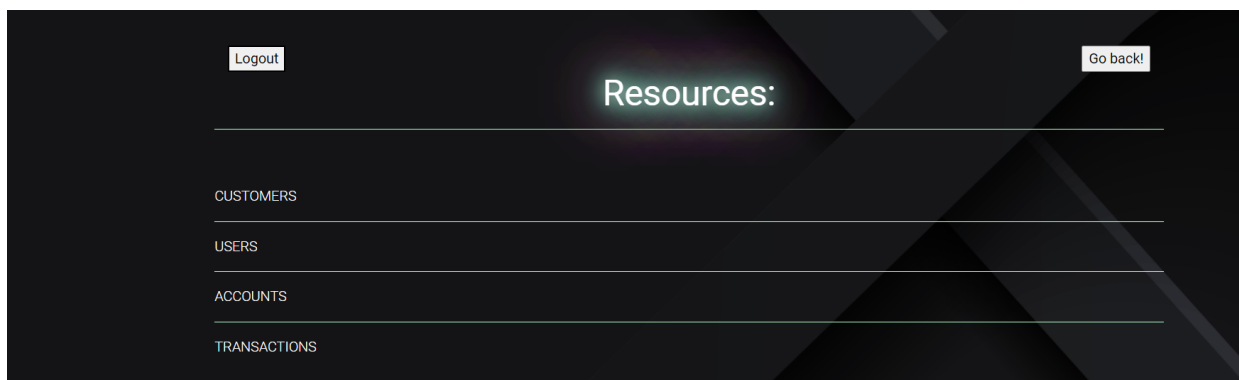 Logout
Go back!
Resources:
CUSTOMERS
USERS
ACCOUNTS
TRANSACTIONS